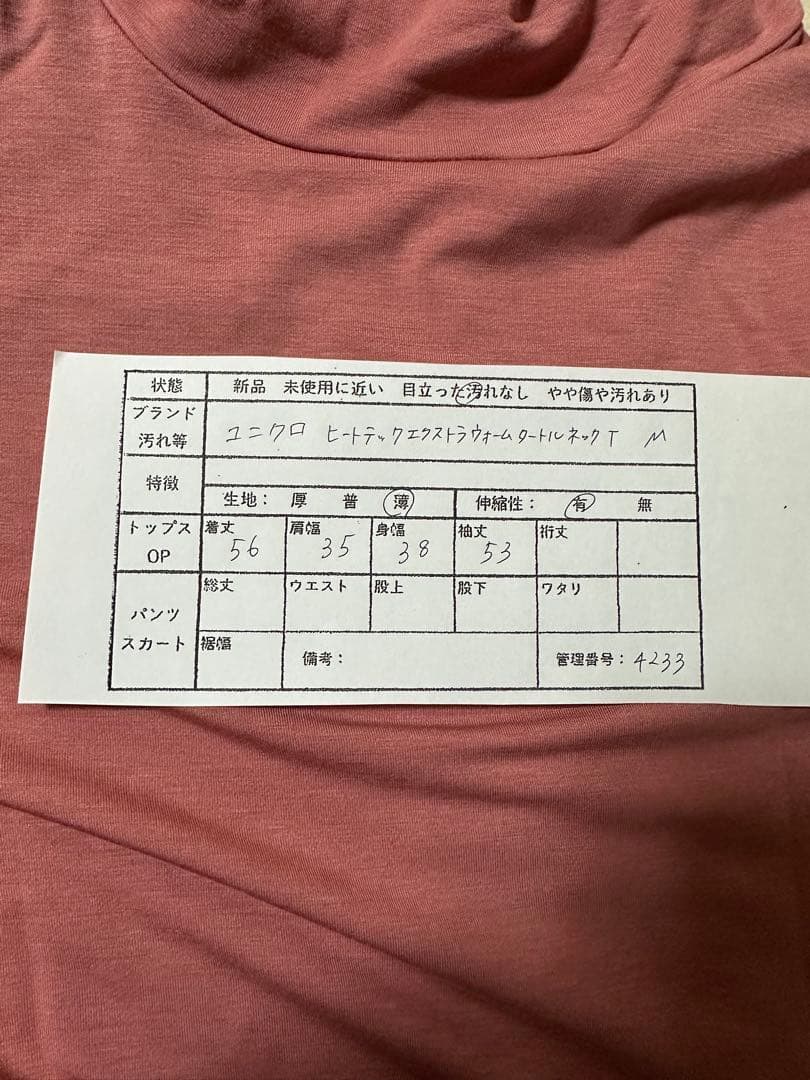 状態 新品 未使用に近い 目立った汚れなし やや傷や汚れあり
ブランド
汚れ等 ユニクロ ヒートテックエクストラウォームタートルネックT M
特徴
生地： 厚 普 薄 伸縮性： 有 無
トップス 着丈 肩幅 身幅 袖丈 裄丈
OP 56 35 38 53
総丈 ウエスト 股上 股下 ワタリ
パンツ
スカート 裾幅 備考： 管理番号：4233